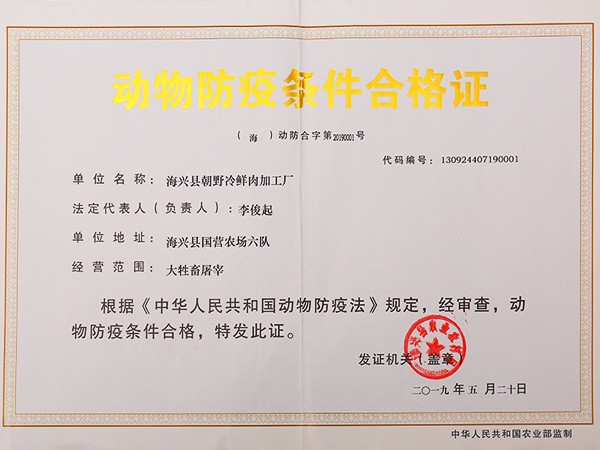 动物防疫条件合格证
（海）动防合字第20190001号
代码编号：130924407190001
单位名称：海兴县朝野冷鲜肉加工厂
法定代表人（负责人）：李俊起
单位地址：海兴县国营农场六队
经营范围：大牲畜屠宰
根据《中华人民共和国动物防疫法》规定，经审查，动
物防疫条件合格，特发此证。
发证机关（盖章）
二〇一九年五月二十日
中华人民共和国农业部监制